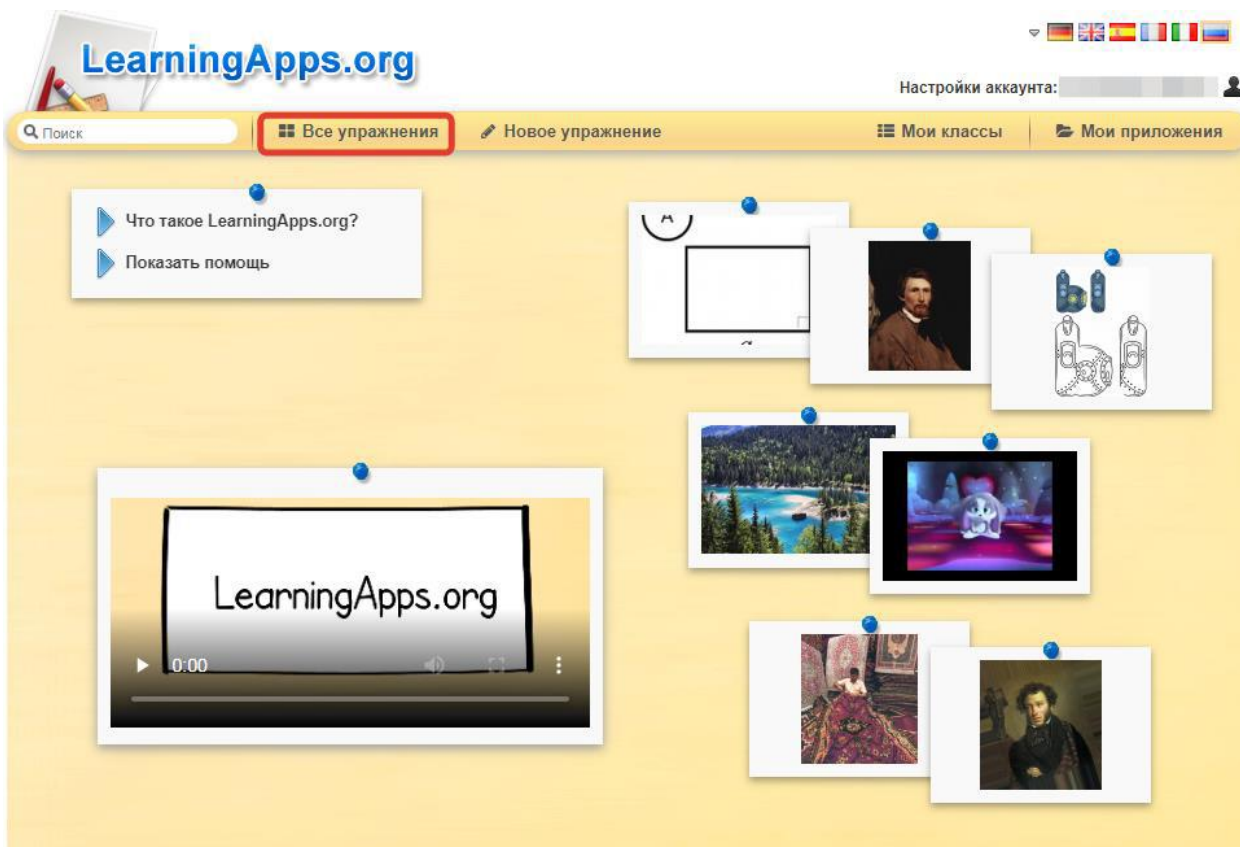 LearningApps.org
Настройки аккаунта:
Поиск
Все упражнения
Новое упражнение
Мои классы
Мои приложения
Что такое LearningApps.org?
Показать помощь
A
a
LearningApps.org
0:00